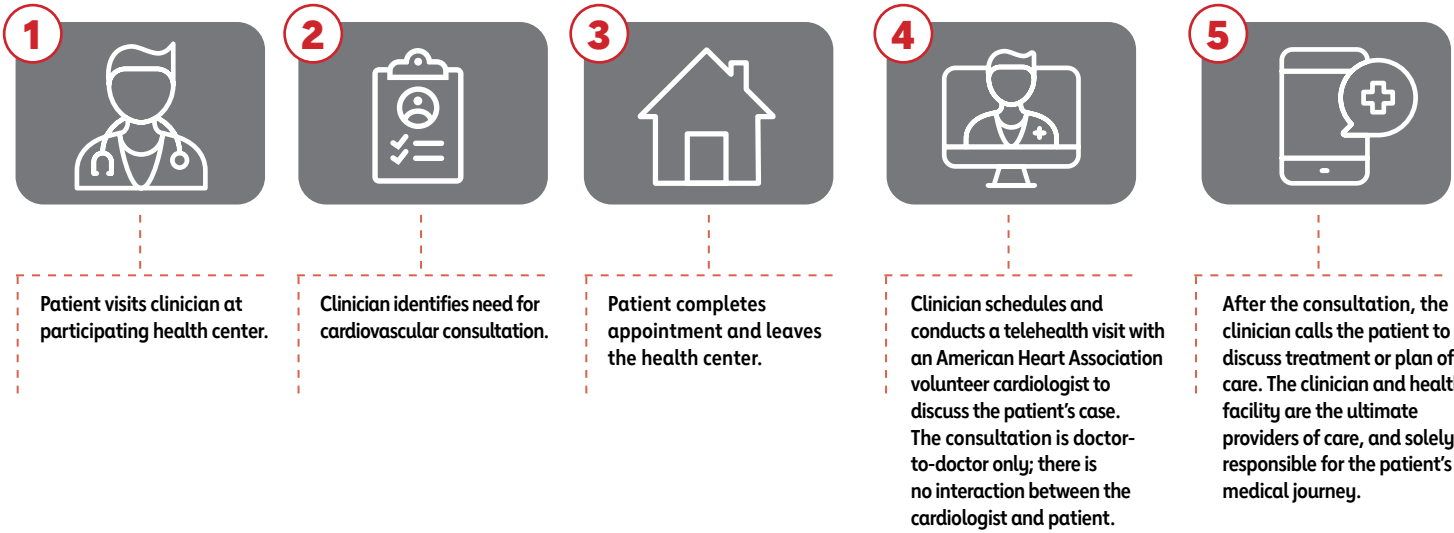 1
Patient visits clinician at
participating health center.
2
Clinician identifies need for
cardiovascular consultation.
3
Patient completes
appointment and leaves
the health center.
4
Clinician schedules and
conducts a telehealth visit with
an American Heart Association
volunteer cardiologist to
discuss the patient’s case.
The consultation is doctor-
to-doctor only; there is
no interaction between the
cardiologist and patient.
5
After the consultation, the
clinician calls the patient to
discuss treatment or plan of
care. The clinician and healt
facility are the ultimate
providers of care, and solely
responsible for the patient’s
medical journey.